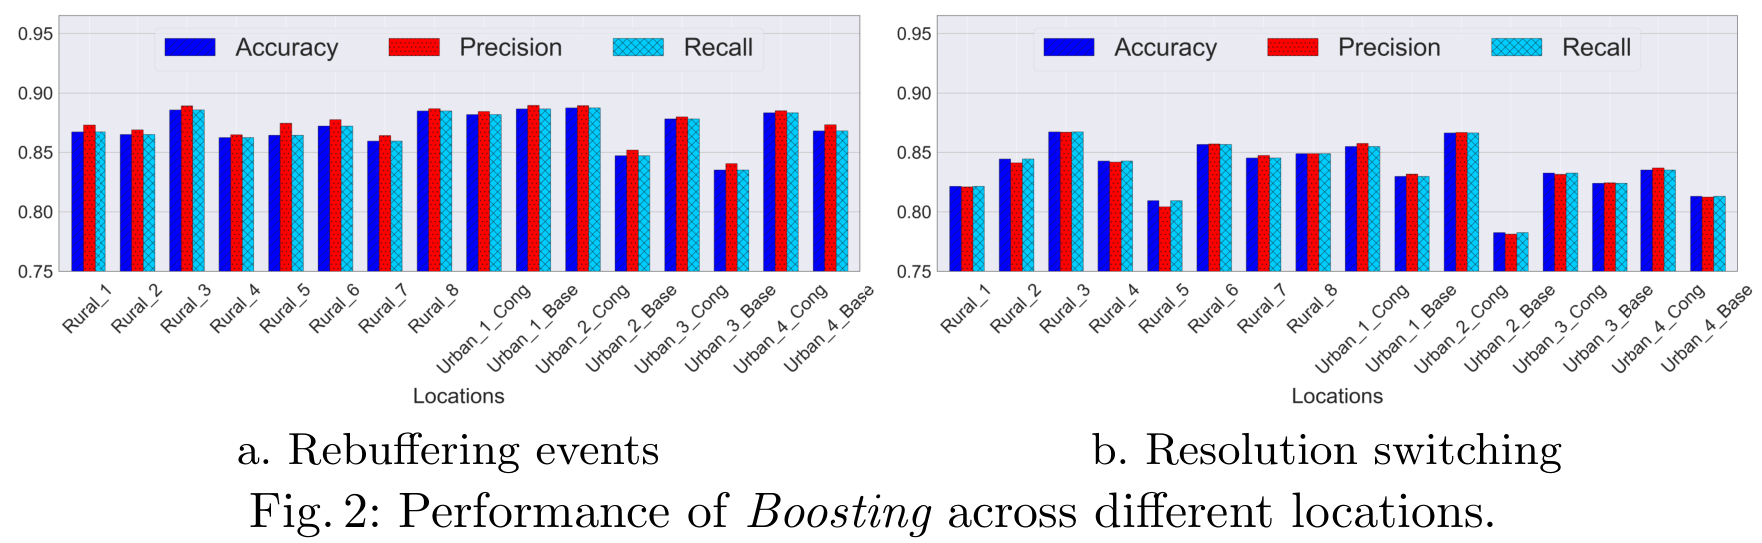 Accuracy Precision Recall
0.95
0.90
0.85
0.80
0.75
Rural_1 Rural_2 Rural_3 Rural_4 Rural_5 Rural_6 Rural_7 Rural_8 Urban_1_Cong Urban_1_Base Urban_2_Cong Urban_2_Base Urban_3_Cong Urban_3_Base Urban_4_Cong Urban_4_Base
Locations
a. Rebuffering events
Accuracy Precision Recall
0.95
0.90
0.85
0.80
0.75
Rural_1 Rural_2 Rural_3 Rural_4 Rural_5 Rural_6 Rural_7 Rural_8 Urban_1_Cong Urban_1_Base Urban_2_Cong Urban_2_Base Urban_3_Cong Urban_3_Base Urban_4_Cong Urban_4_Base
Locations
b. Resolution switching
Fig. 2: Performance of Boosting across different locations.